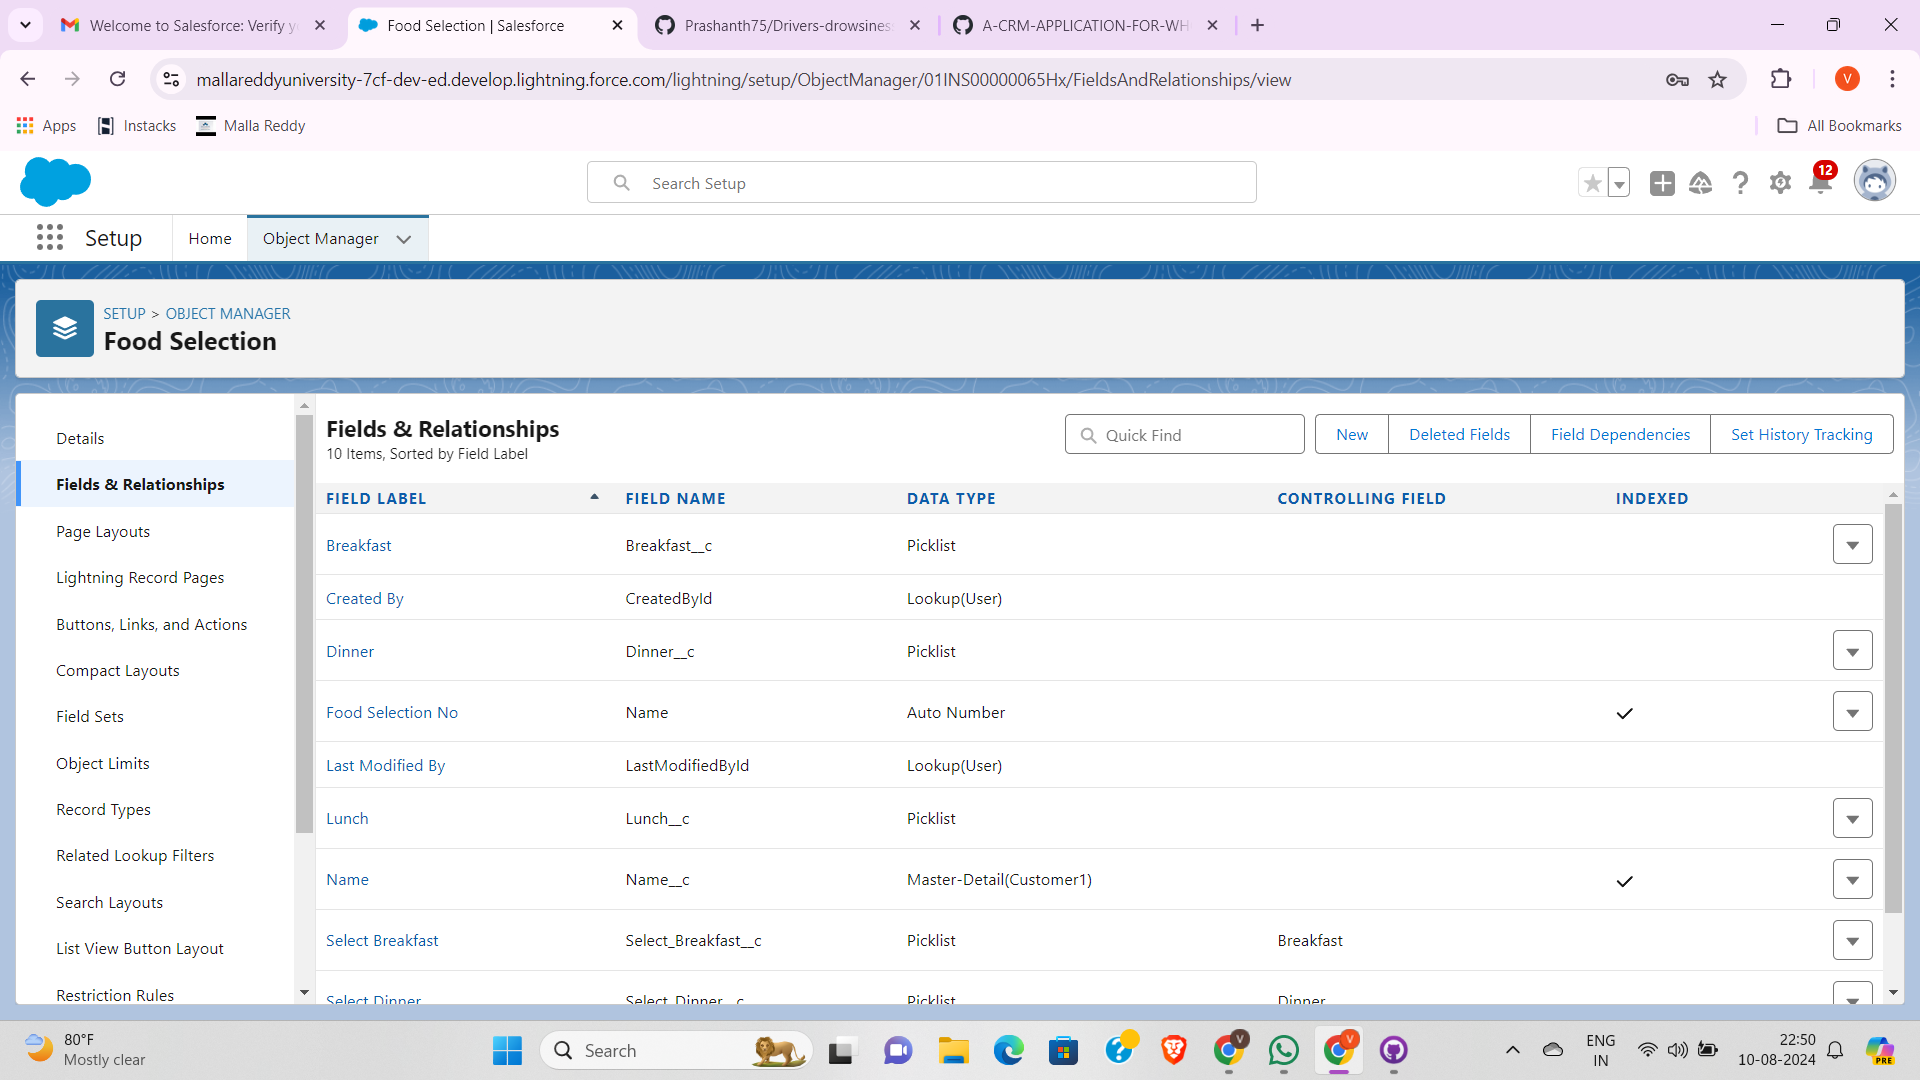 Welcome to Salesforce: Verify y
Food Selection | Salesforce
Prashanth75/Drivers-drowsines
A-CRM-APPLICATION-FOR-WH
mallareddyuniversity-7cf-dev-ed.develop.lightning.force.com/lightning/setup/ObjectManager/01INS00000065Hx/FieldsAndRelationships/view
V
Apps
Instacks
Malla Reddy
All Bookmarks
Search Setup
12
Setup
Home
Object Manager
SETUP > OBJECT MANAGER
Food Selection
Details
Fields & Relationships
Page Layouts
Lightning Record Pages
Buttons, Links, and Actions
Compact Layouts
Field Sets
Object Limits
Record Types
Related Lookup Filters
Search Layouts
List View Button Layout
Restriction Rules
Fields & Relationships
10 Items, Sorted by Field Label
Quick Find
New
Deleted Fields
Field Dependencies
Set History Tracking
FIELD LABEL FIELD NAME DATA TYPE CONTROLLING FIELD INDEXED
Breakfast Breakfast__c Picklist
Created By CreatedById Lookup(User)
Dinner Dinner__c Picklist
Food Selection No Name Auto Number
Last Modified By LastModifiedById Lookup(User)
Lunch Lunch__c Picklist
Name Name__c Master-Detail(Customer1)
Select Breakfast Select_Breakfast__c Picklist Breakfast
Select Dinner Select_Dinner__c Picklist Dinner
80°F
Mostly clear
Search
V
V
ENG
IN
22:50
10-08-2024
PRE